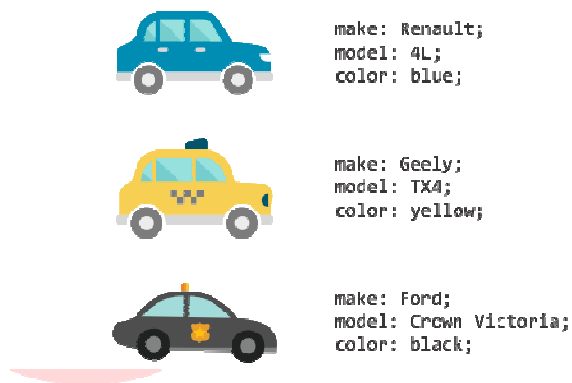 make: Renault;
model: 4L;
color: blue;
make: Geely;
model: TX4;
color: yellow;
make: Ford;
model: Crown Victoria;
color: black;